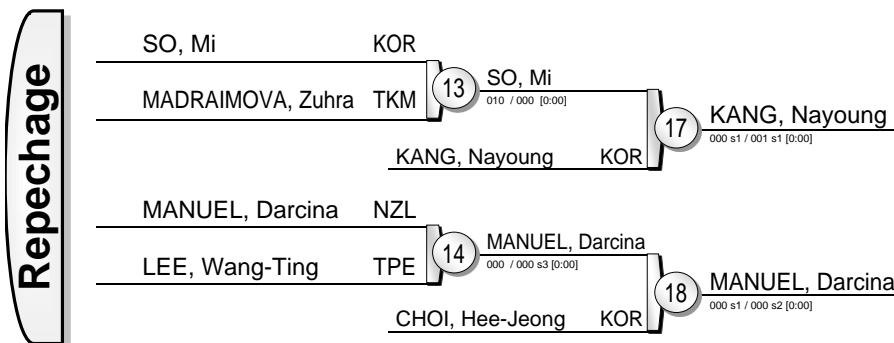 Repechage
SO, Mi KOR
MADRAIMOVA, Zuhra TKM
13
SO, Mi
010 / 000 [0:00]
KANG, Nayoung KOR
17
KANG, Nayoung
000 s1 / 001 s1 [0:00]
MANUEL, Darcina NZL
LEE, Wang-Ting TPE
14
MANUEL, Darcina
000 / 000 s3 [0:00]
CHOI, Hee-Jeong KOR
18
MANUEL, Darcina
000 s1 / 000 s2 [0:00]